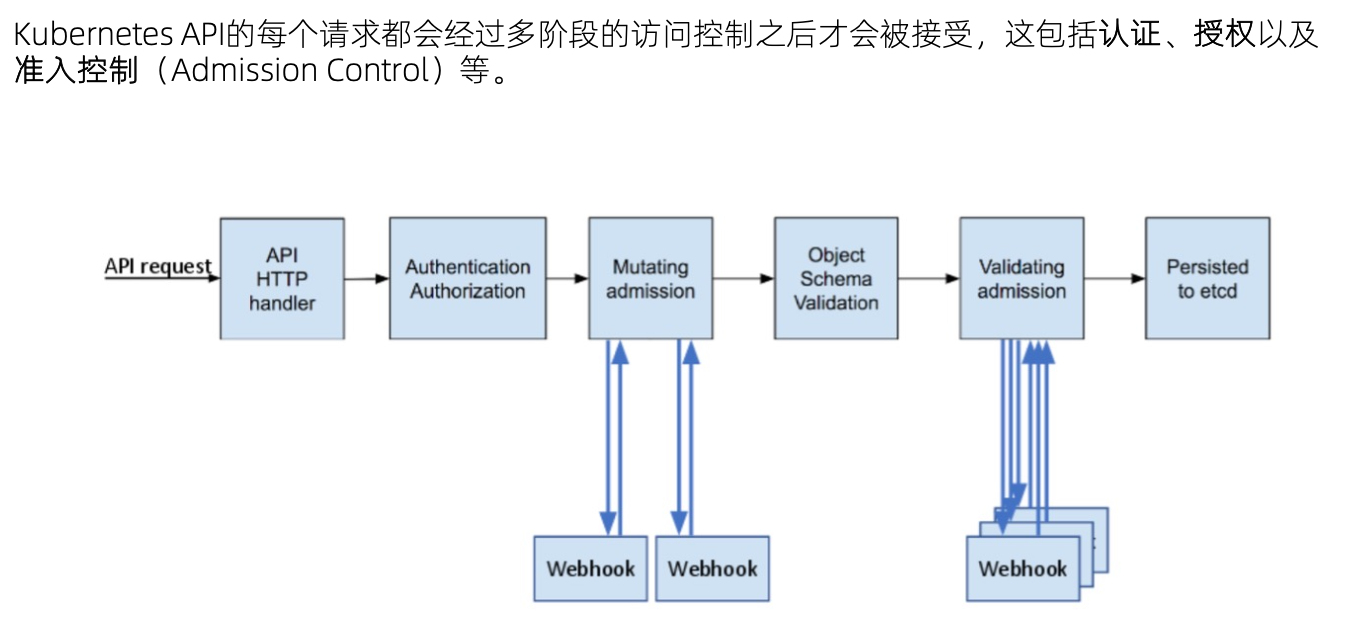 Kubernetes API的每个请求都会经过多阶段的访问控制之后才会被接受，这包括认证、授权以及
准入控制（Admission Control）等。
API request
API
HTTP
handler
Authentication
Authorization
Mutating
admission
Object
Schema
Validation
Validating
admission
Persisted
to etcd
Webhook
Webhook
Webhook